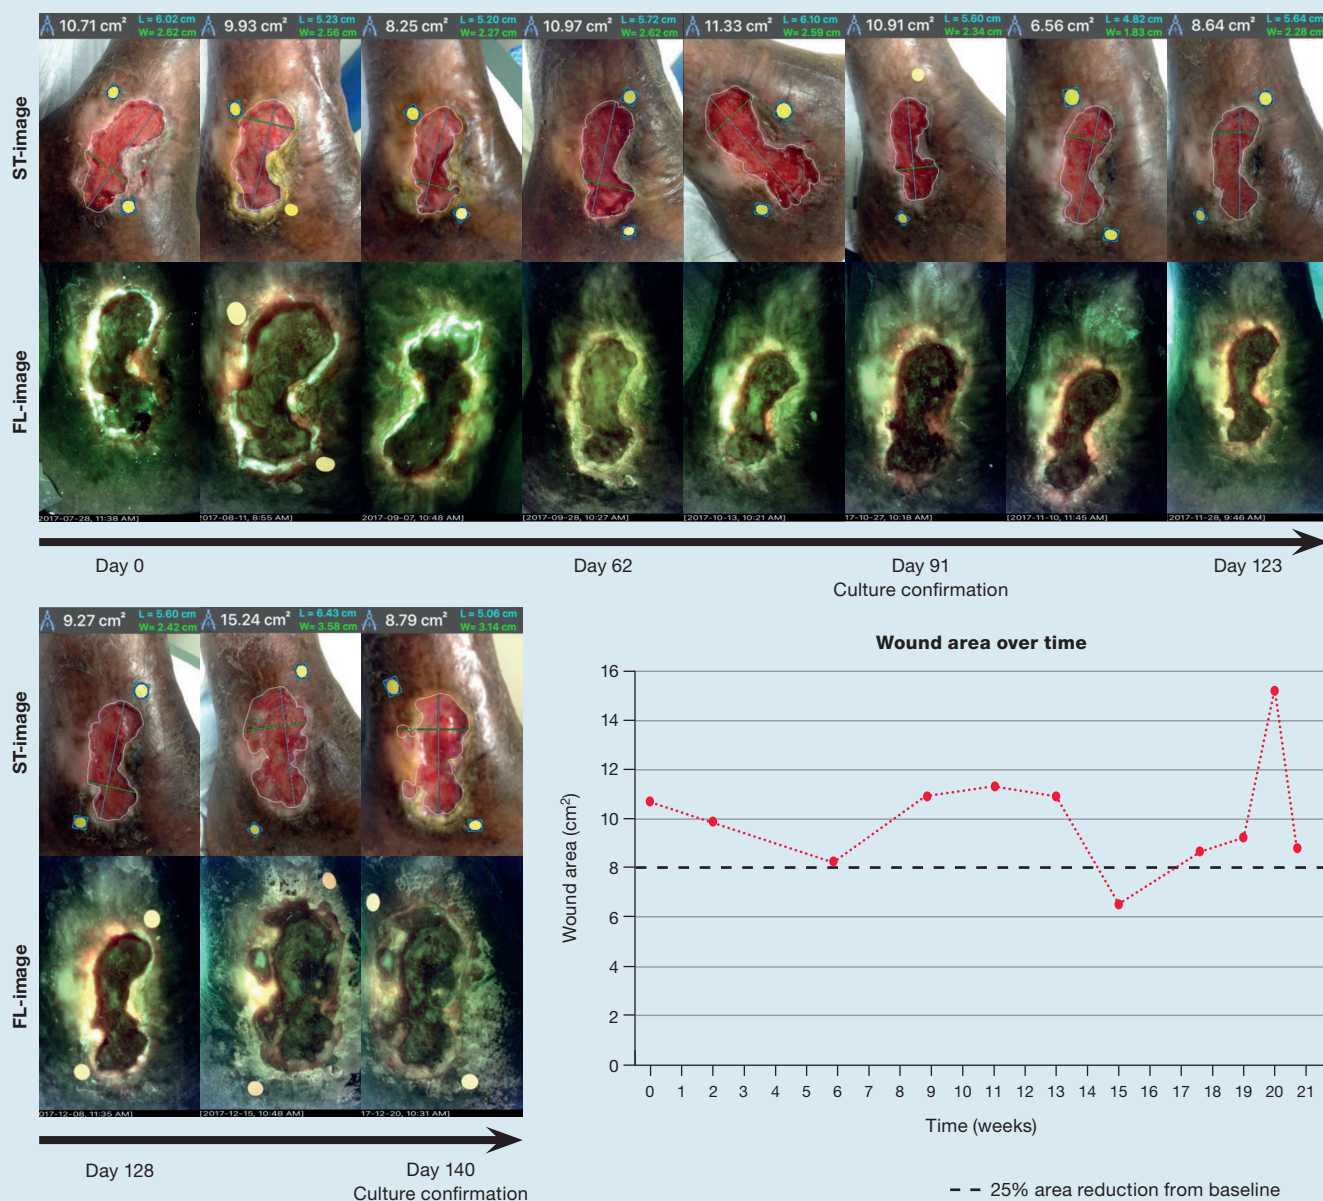 10.71 cm² L = 6.02 cm W= 2.62 cm
9.93 cm² L = 5.23 cm W= 2.56 cm
8.25 cm² L = 5.20 cm W= 2.27 cm
10.97 cm² L = 5.72 cm W= 2.62 cm
11.33 cm² L = 6.10 cm W= 2.59 cm
10.91 cm² L = 5.60 cm W= 2.34 cm
6.56 cm² L = 4.82 cm W= 1.83 cm
8.64 cm² L = 5.64 cm W= 2.28 cm
ST-image
FL-image
2017-07-28, 11:38 AM]
2017-08-11, 8:55 AM]
2017-09-07, 10:48 AM]
[2017-09-28, 10:27 AM]
[2017-10-13, 10:21 AM]
17-10-27, 10:18 AM]
[2017-11-10, 11:45 AM]
[2017-11-28, 9:46 AM]
Day 0
Day 62
Day 91
Culture confirmation
Day 123
9.27 cm² L = 5.60 cm W= 2.42 cm
15.24 cm² L = 6.43 cm W= 3.58 cm
8.79 cm² L = 5.06 cm W= 3.14 cm
ST-image
FL-image
2017-12-08, 11:35 AM]
[2017-12-15, 10:48 AM]
17-12-20, 10:31 AM]
Day 128
Day 140
Culture confirmation
Wound area over time
16
14
12
10
8
6
4
2
0
Wound area (cm²)
0 1 2 3 4 5 6 7 8 9 10 11 12 13 14 15 16 17 18 19 20 21
Time (weeks)
25% area reduction from baseline